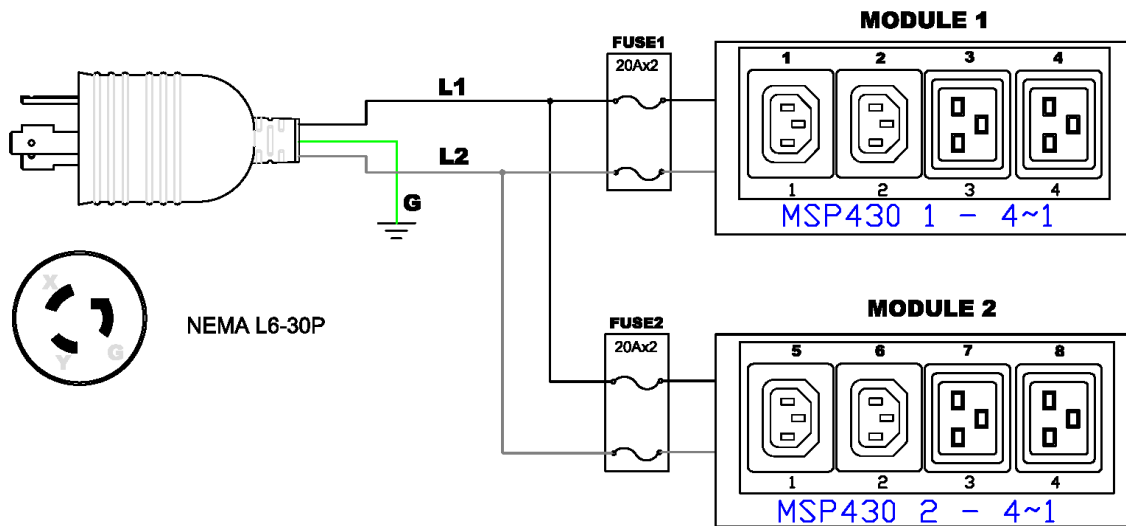 MODULE 1
FUSE1
20Ax2
1 2 3 4
L1
L2
G
1 2 3 4
MSP430 1 - 4~1
X
Y
G
NEMA L6-30P
MODULE 2
FUSE2
20Ax2
5 6 7 8
1 2 3 4
MSP430 2 - 4~1